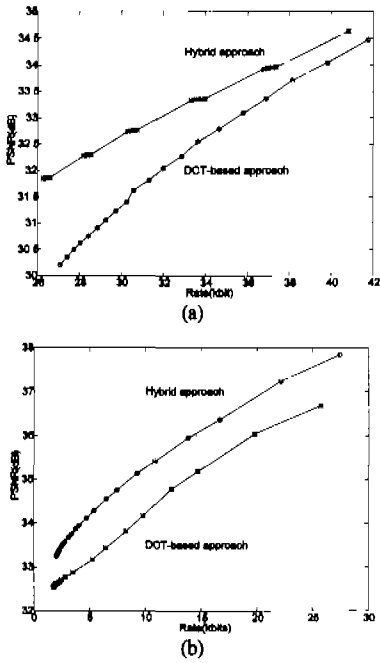 35
34 5
34
33 5
33
32 5
32
31 5
31
30 5
30
PSNR(dB)
Hybrid approach
DCT-based approach
26 28 30 32 34 36 38 40 42
Rate(kbit)
(a)
38
37
36
35
34
33
32
PSNR(dB)
Hybrid approach
DCT-based approach
0 5 10 15 20 25 30
Rate(kbits)
(b)